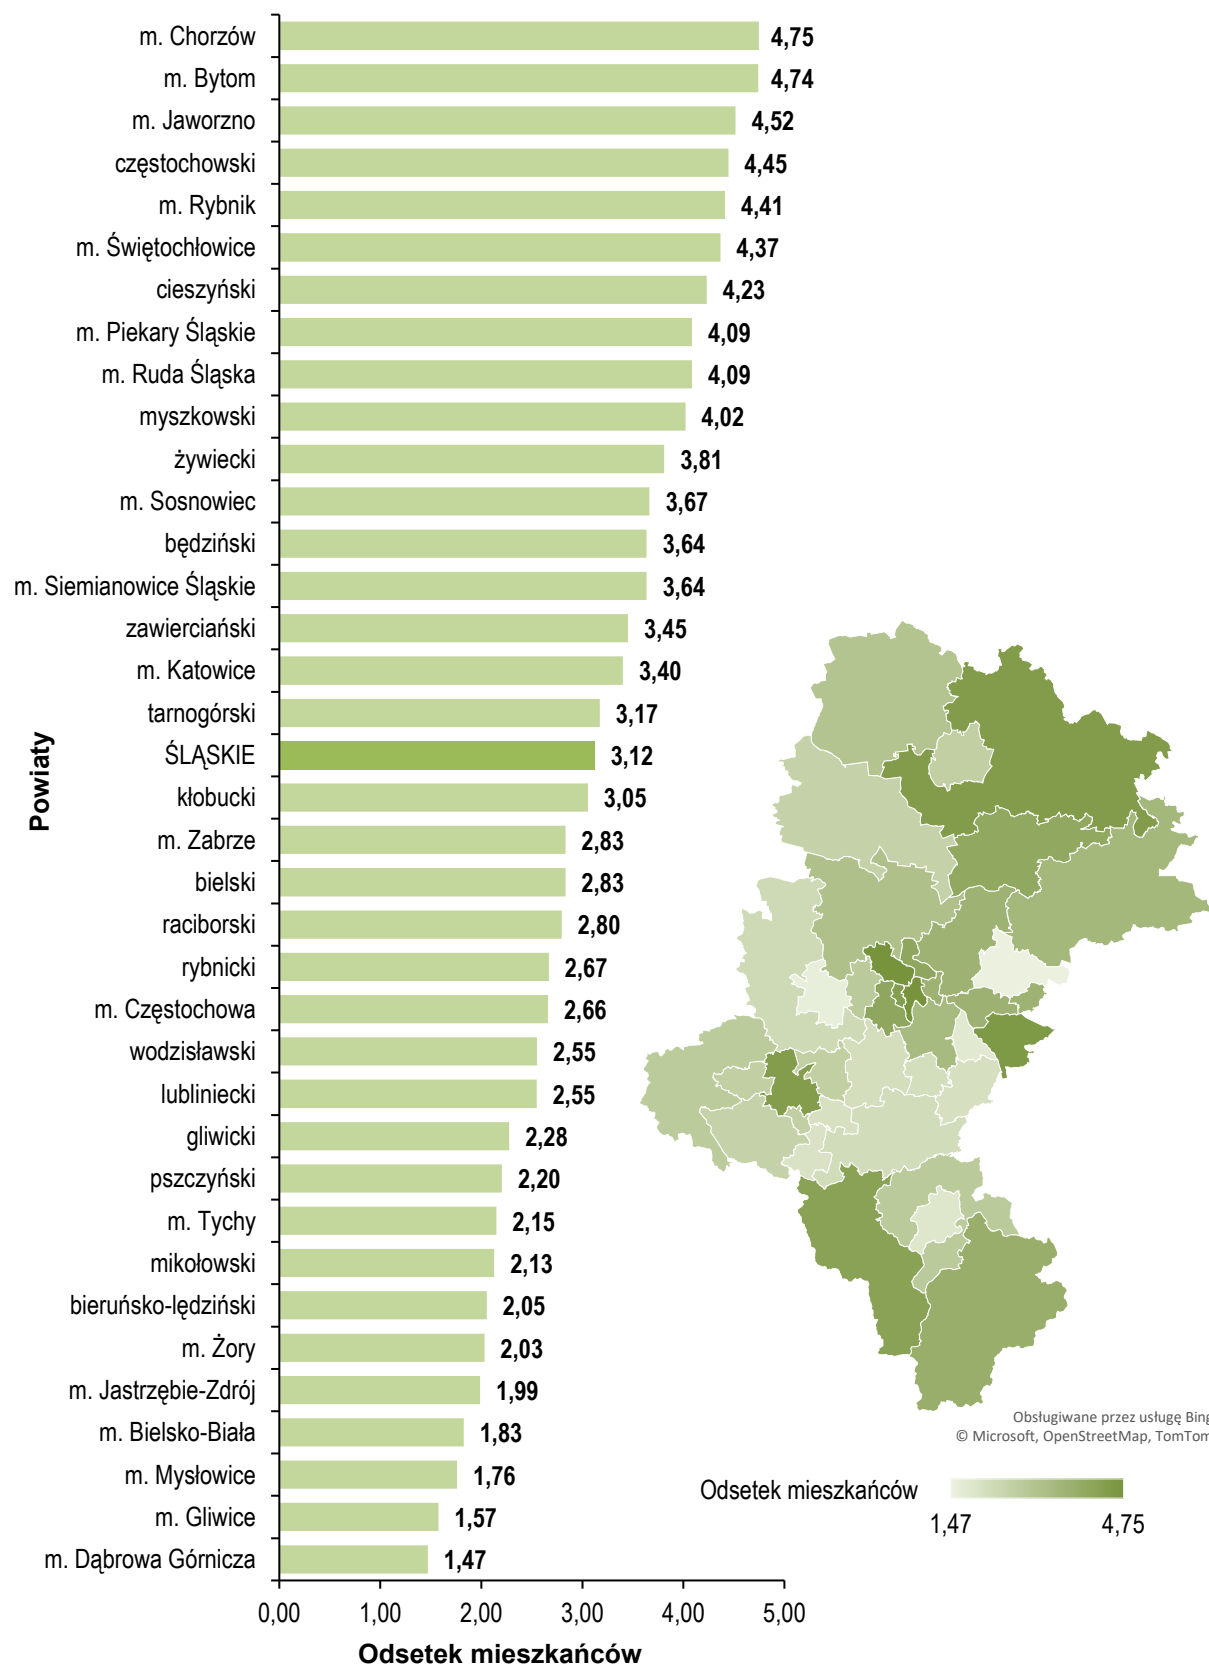 m. Chorzów 4,75
m. Bytom 4,74
m. Jaworzno 4,52
częstochowski 4,45
m. Rybnik 4,41
m. Świętochłowice 4,37
cieszyński 4,23
m. Piekary Śląskie 4,09
m. Ruda Śląska 4,09
myszkowski 4,02
żywiecki 3,81
m. Sosnowiec 3,67
będziński 3,64
m. Siemianowice Śląskie 3,64
zawierciański 3,45
m. Katowice 3,40
tarnogórski 3,17
ŚLĄSKIE 3,12
kłobucki 3,05
m. Zabrze 2,83
bielski 2,83
raciborski 2,80
rybnicki 2,67
m. Częstochowa 2,66
wodzisławski 2,55
lubliniecki 2,55
gliwicki 2,28
pszczyński 2,20
m. Tychy 2,15
mikołowski 2,13
bieruńsko-lędziński 2,05
m. Żory 2,03
m. Jastrzębie-Zdrój 1,99
m. Bielsko-Biała 1,83
m. Mysłowice 1,76
m. Gliwice 1,57
m. Dąbrowa Górnicza 1,47
Powiaty
0,00 1,00 2,00 3,00 4,00 5,00
Odsetek mieszkańców
Obsługiwane przez usługę Bing
© Microsoft, OpenStreetMap, TomTom
Odsetek mieszkańców
1,47 4,75